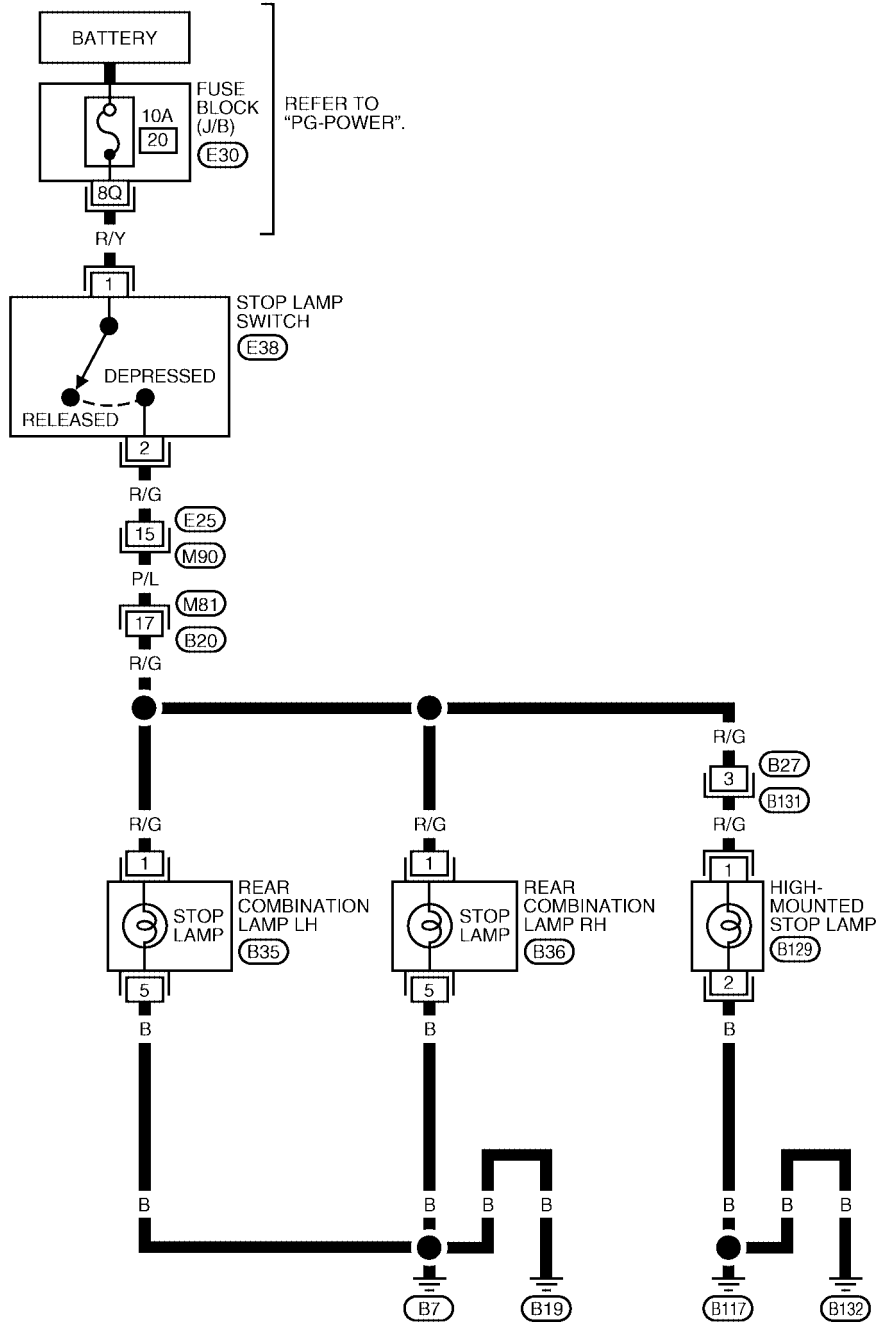 BATTERY
FUSE
BLOCK
(J/B)
E30
10A
20
REFER TO
"PG-POWER".
8Q
R/Y
1
STOP LAMP
SWITCH
E38
DEPRESSED
RELEASED
2
R/G
15
E25
M90
P/L
17
M81
B20
R/G
R/G
3
B27
B131
R/G
R/G
R/G
1
1
1
STOP
LAMP
REAR
COMBINATION
LAMP LH
B35
STOP
LAMP
REAR
COMBINATION
LAMP RH
B36
HIGH-
MOUNTED
STOP LAMP
B129
5
5
2
B
B
B
B
B
B
B
B
B
B
B7
B19
B117
B132